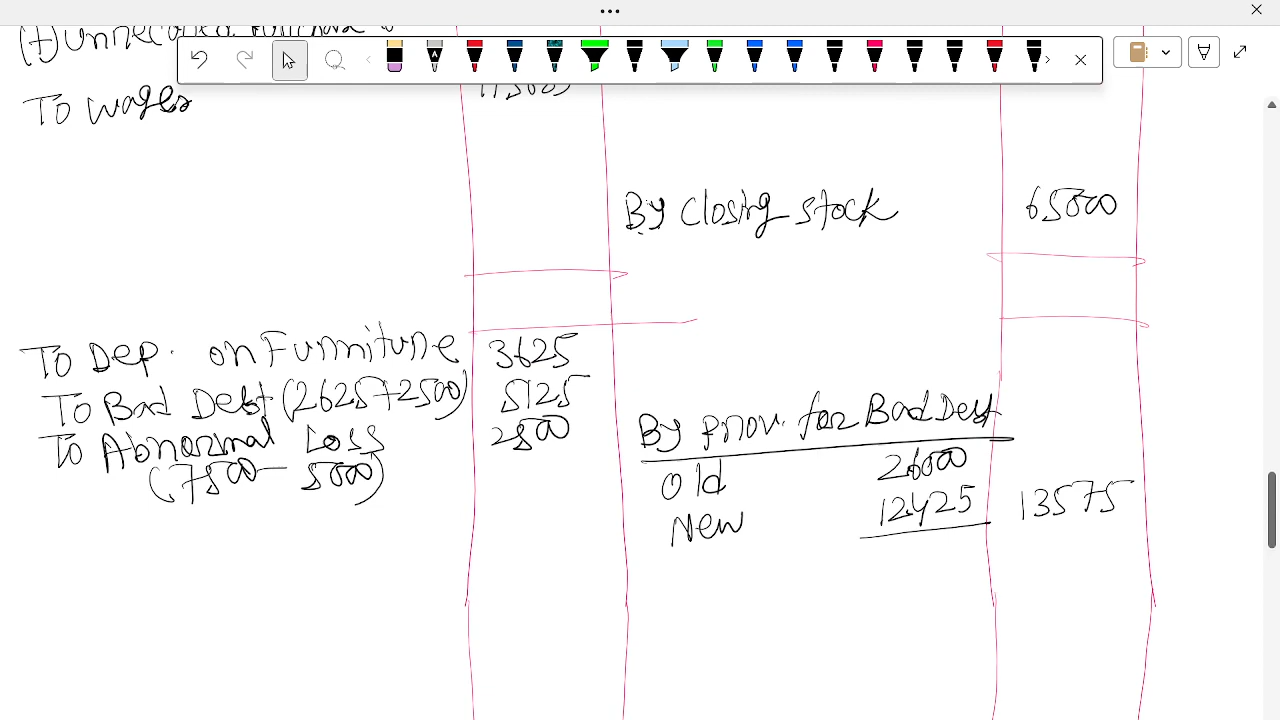 To wages
By Closing stock 65000
To Dep. on Furniture 3625
To Bad Debt (2625+2500) 5125
To Abnormal Loss 2500
(7500 - 5000)
By Prov. for Bad Debt
Old 26000
New 12425 13575